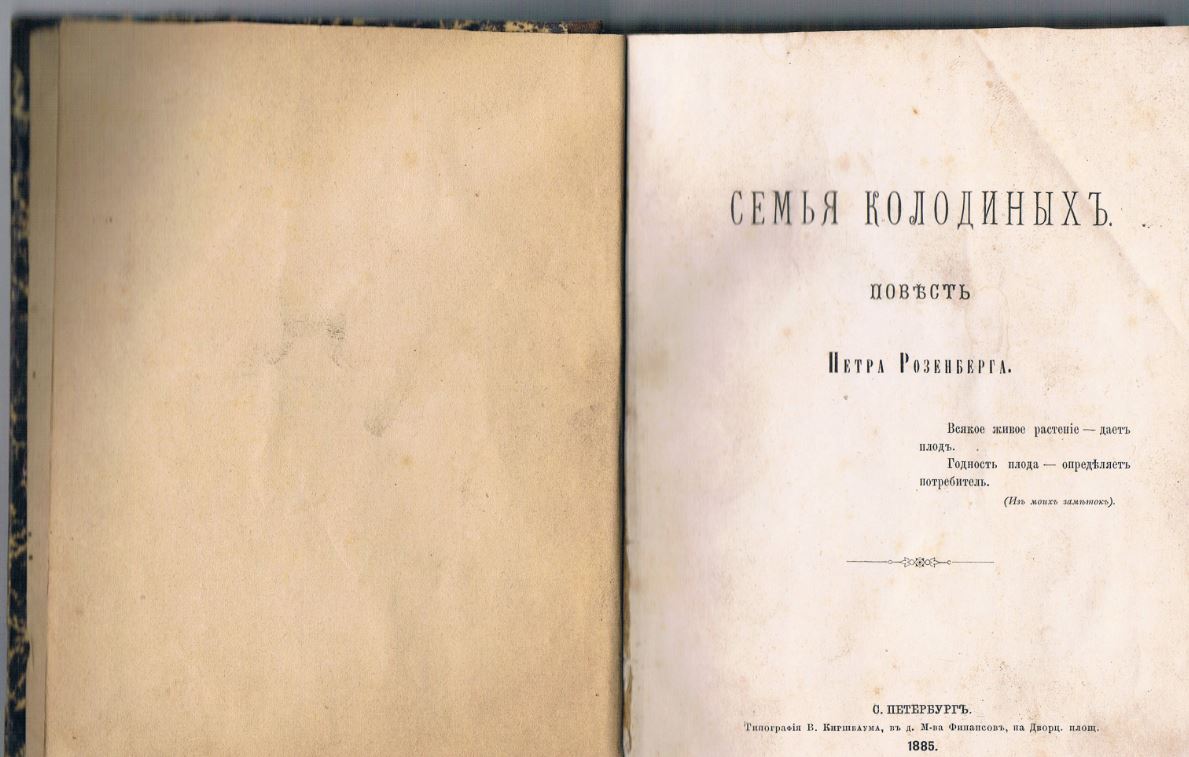 СЕМЬЯ КОЛОДИНЫХЪ.
ПОВѢСТЬ
ПЕТРА РОЗЕНБЕРГА.
Всякое живое растеніе — даетъ
плодъ.
Годность плода — опредѣляетъ
потребитель.
(Изъ моихъ замѣтокъ).
С. ПЕТЕРБУРГЪ.
Типографія В. Киршбаума, въ д. М-ва Финансовъ, на Дворц. площ.
1885.